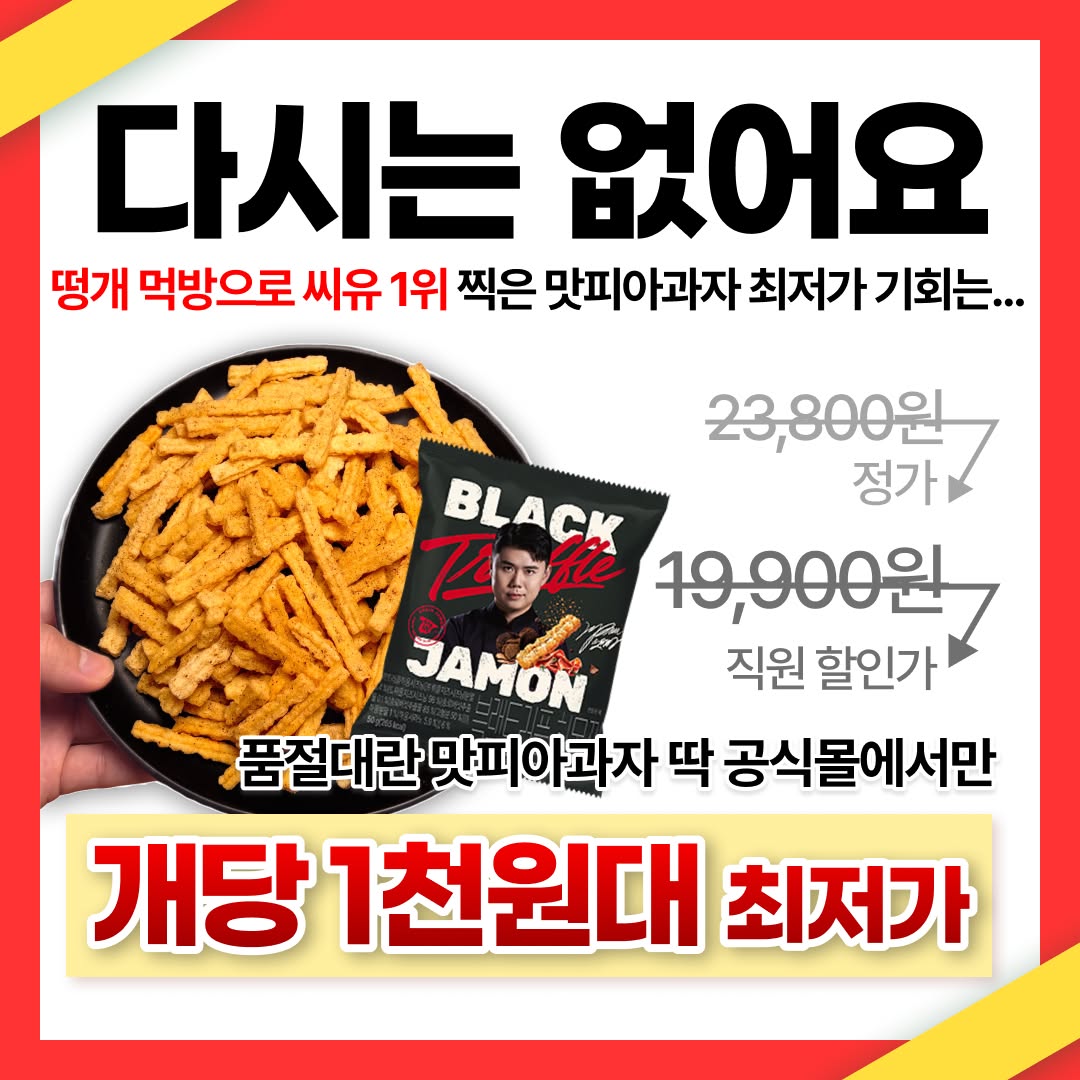 다시는 없어요
떵개 먹방으로 씨유 1위 찍은 맛피아과자 최저가 기회는...
23,800원
정가
19,900원
직원 할인가
BLACK
Truffle
JAMON
50 g(265 kcal)
품절대란 맛피아과자 딱 공식몰에서만
개당 1천원대 최저가